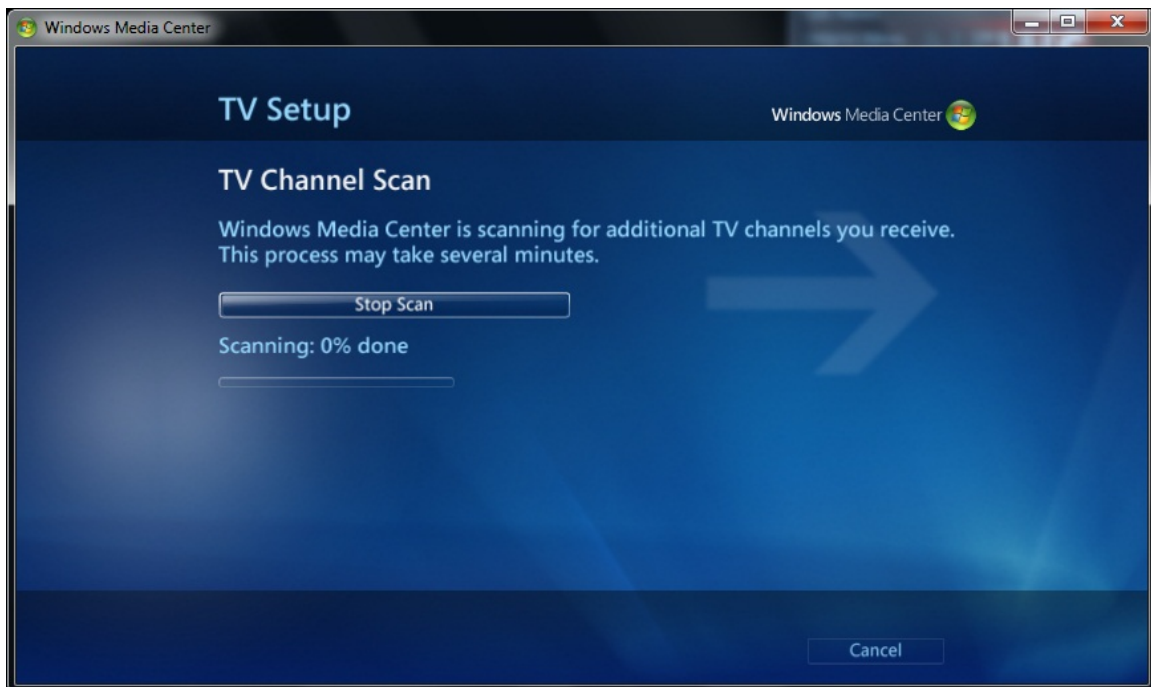 Windows Media Center
TV Setup
Windows Media Center
TV Channel Scan
Windows Media Center is scanning for additional TV channels you receive.
This process may take several minutes.
Stop Scan
Scanning: 0% done
Cancel